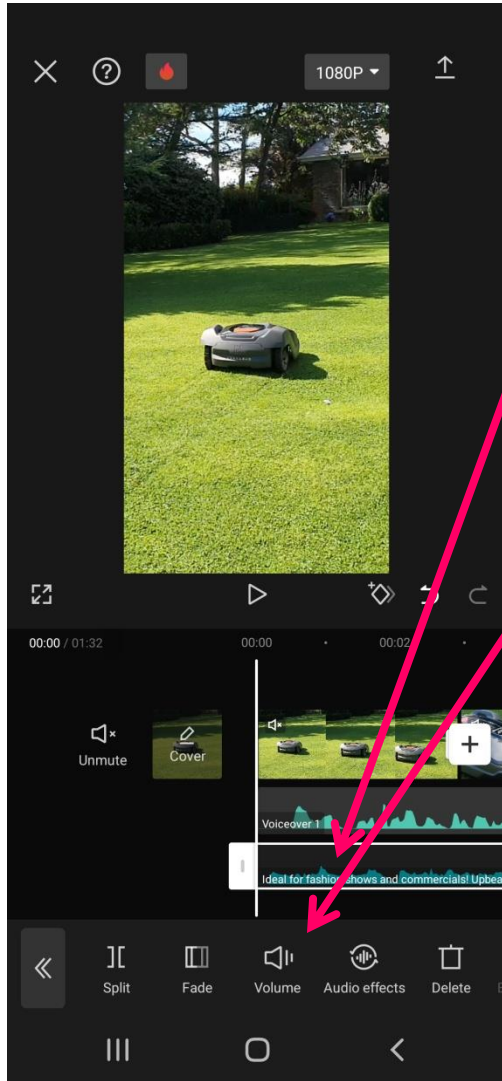 1080P
00:00 / 01:32
00:00
00:02
Unmute
Cover
Voiceover 1
Ideal for fashion shows and commercials! Upbea
Split
Fade
Volume
Audio effects
Delete